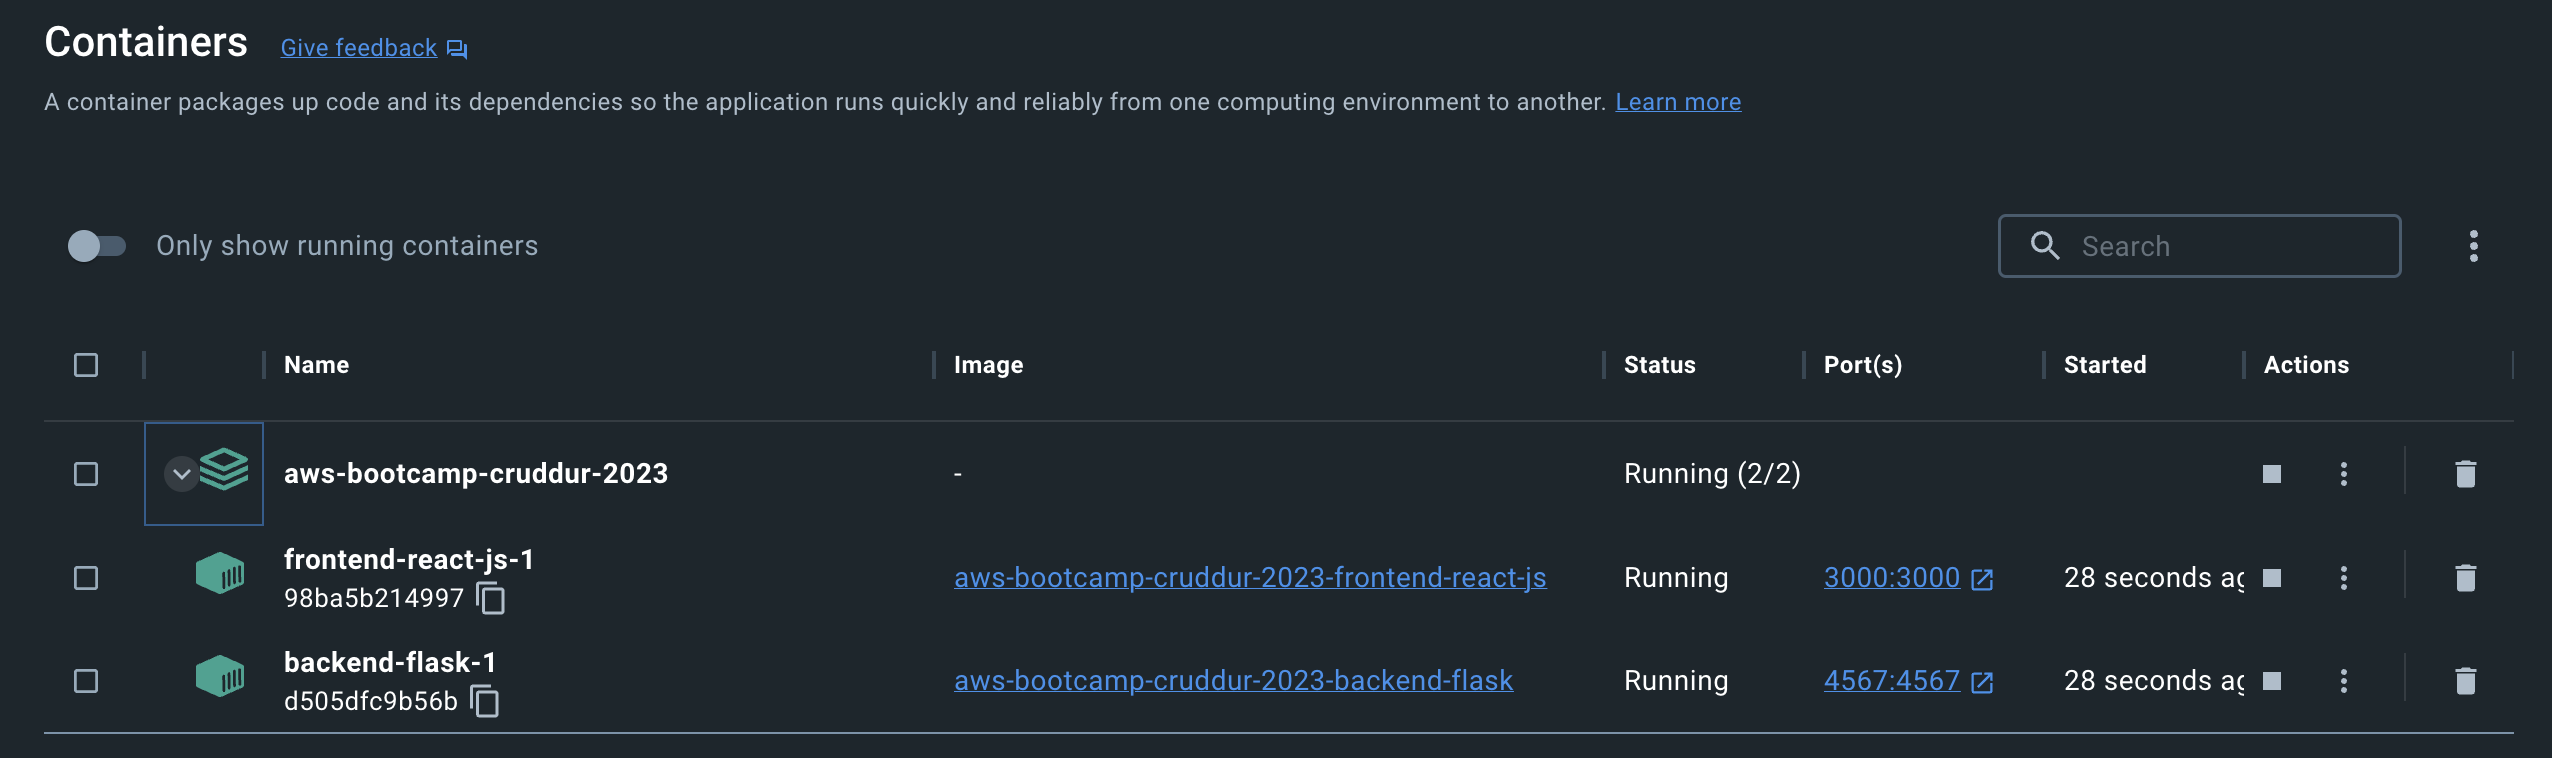 Containers Give feedback
A container packages up code and its dependencies so the application runs quickly and reliably from one computing environment to another. Learn more
Only show running containers Search
Name Image Status Port(s) Started Actions
aws-bootcamp-cruddur-2023 - Running (2/2)
frontend-react-js-1
98ba5b214997 aws-bootcamp-cruddur-2023-frontend-react-js Running 3000:3000 28 seconds ag
backend-flask-1
d505dfc9b56b aws-bootcamp-cruddur-2023-backend-flask Running 4567:4567 28 seconds ag